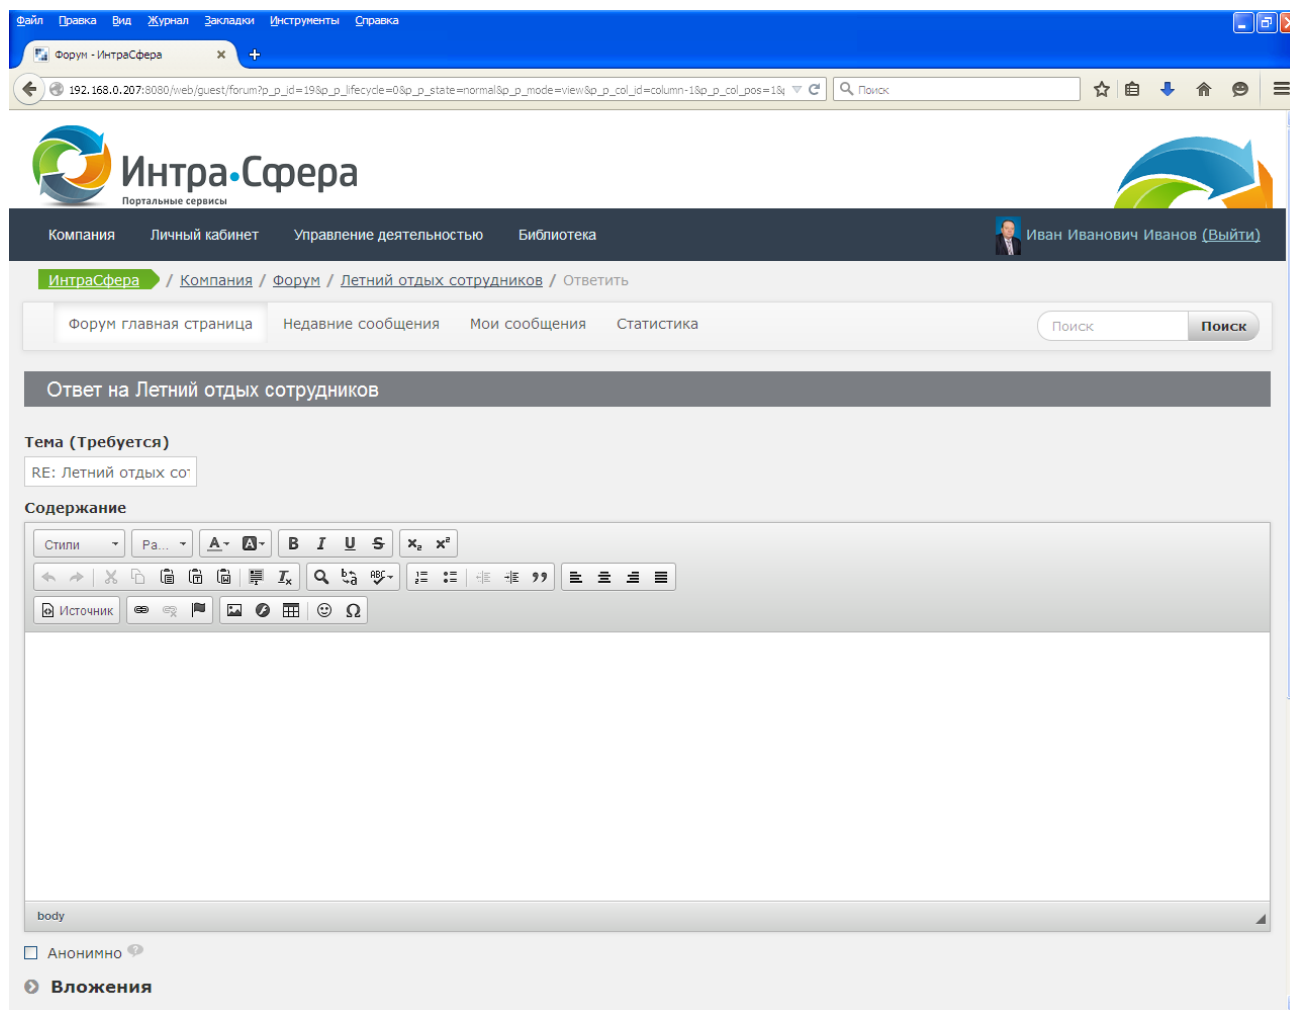 Файл Правка Вид Журнал Закладки Инструменты Справка
Форум - ИнтраСфера
192.168.0.207:8080/web/guest/forum?p_p_id=19&p_p_lifecycle=0&p_p_state=normal&p_p_mode=view&p_p_col_id=column-1&p_p_col_pos=1& Поиск
Интра•Сфера
Портальные сервисы
Компания Личный кабинет Управление деятельностью Библиотека Иван Иванович Иванов (Выйти)
ИнтраСфера / Компания / Форум / Летний отдых сотрудников / Ответить
Форум главная страница Недавние сообщения Мои сообщения Статистика Поиск Поиск
Ответ на Летний отдых сотрудников
Тема (Требуется)
RE: Летний отдых сот
Содержание
Стили Ра...
Источник
body
Анонимно
Вложения